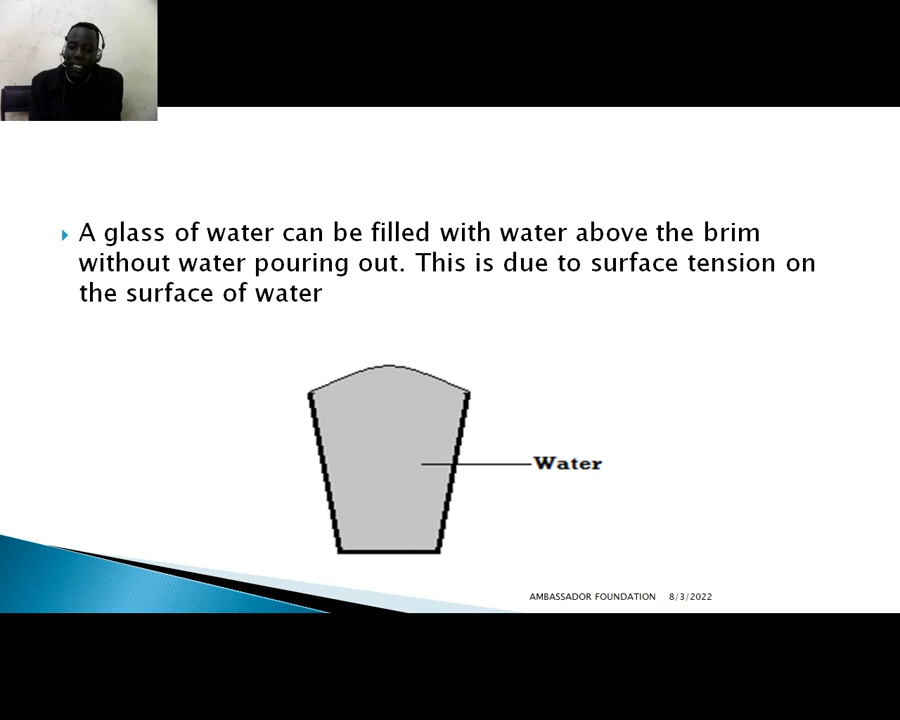 A glass of water can be filled with water above the brim
without water pouring out. This is due to surface tension on
the surface of water
Water
AMBASSADOR FOUNDATION 8/3/2022